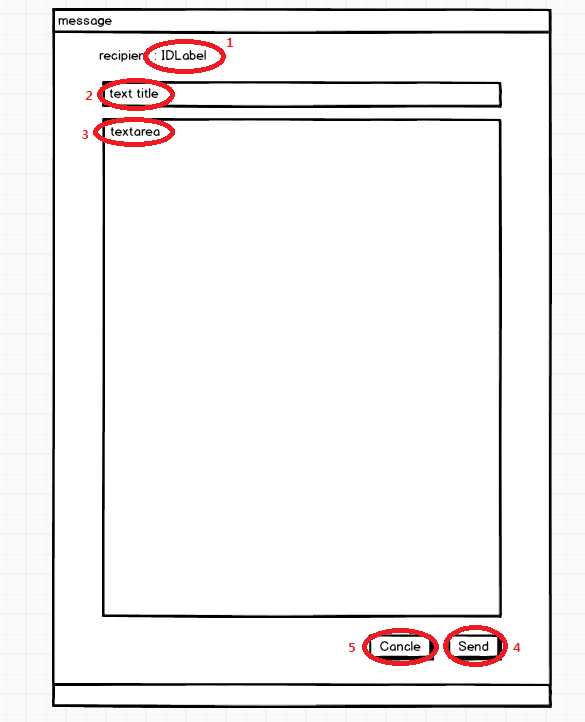 message
recipient : IDLabel 1
2 text title
3 textarea
5 Cancle Send 4